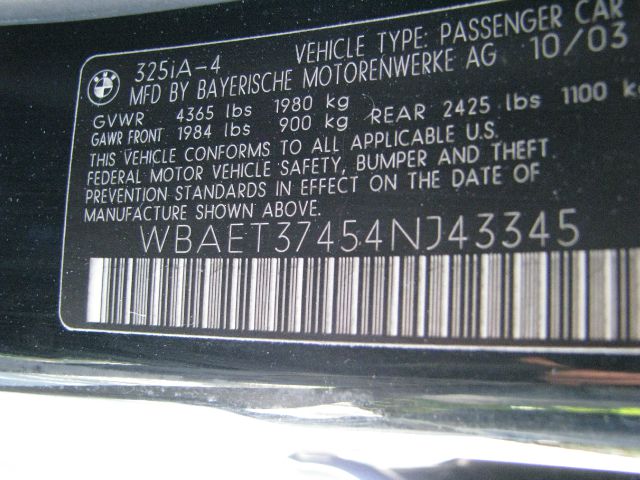 325iA-4 VEHICLE TYPE: PASSENGER CAR
MFD BY BAYERISCHE MOTORENWERKE AG 10/03
GVWR 4365 lbs 1980 kg
GAWR FRONT 1984 lbs 900 kg REAR 2425 lbs 1100 k
THIS VEHICLE CONFORMS TO ALL APPLICABLE U.S.
FEDERAL MOTOR VEHICLE SAFETY, BUMPER AND THEFT
PREVENTION STANDARDS IN EFFECT ON THE DATE OF
MANUFACTURE SHOWN ABOVE.
WBAET37454NJ43345